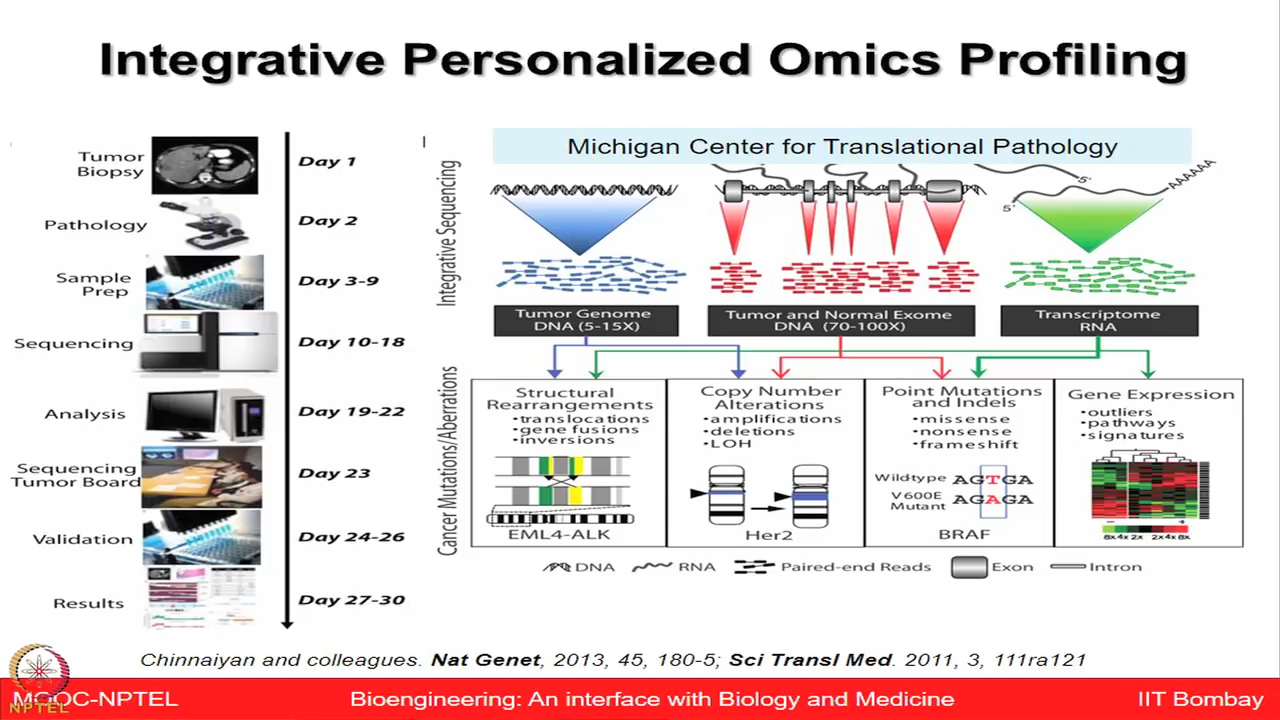 Integrative Personalized Omics Profiling
Tumor
Biopsy
Day 1
Pathology
Day 2
Sample
Prep
Day 3-9
Sequencing
Day 10-18
Analysis
Day 19-22
Sequencing
Tumor Board
Day 23
Validation
Day 24-26
Results
Day 27-30
Michigan Center for Translational Pathology
Integrative Sequencing
5'
5'
AAAAAA
Tumor Genome
DNA (5-15X)
Tumor and Normal Exome
DNA (70-100X)
Transcriptome
RNA
Cancer Mutations/Aberrations
Structural
Rearrangements
•translocations
•gene fusions
•inversions
EML4-ALK
Copy Number
Alterations
•amplifications
•deletions
•LOH
Her2
Point Mutations
and Indels
•missense
•nonsense
•frameshift
Wild-type AGTGA
V600E
Mutant AGAGA
BRAF
Gene Expression
•outliers
•pathways
•signatures
− +
8x 4x 2x 2x 4x 8x
DNA RNA Paired-end Reads Exon Intron
Chinnaiyan and colleagues. Nat Genet, 2013, 45, 180-5; Sci Transl Med. 2011, 3, 111ra121
MOOC-NPTEL Bioengineering: An interface with Biology and Medicine IIT Bombay
NPTEL